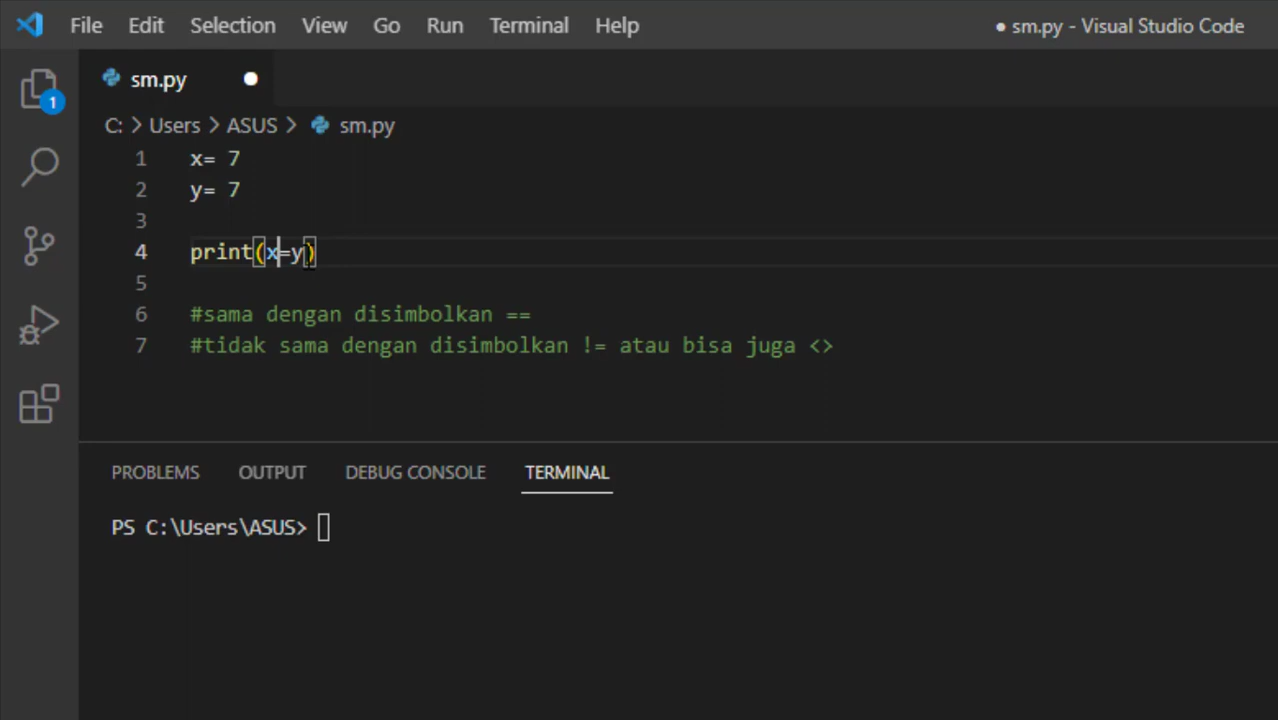 File Edit Selection View Go Run Terminal Help ● sm.py - Visual Studio Code
sm.py ●
1
C: > Users > ASUS > sm.py
1 x= 7
2 y= 7
3
4 print(x=y)
5
6 #sama dengan disimbolkan ==
7 #tidak sama dengan disimbolkan != atau bisa juga <>
PROBLEMS OUTPUT DEBUG CONSOLE TERMINAL
PS C:\Users\ASUS>